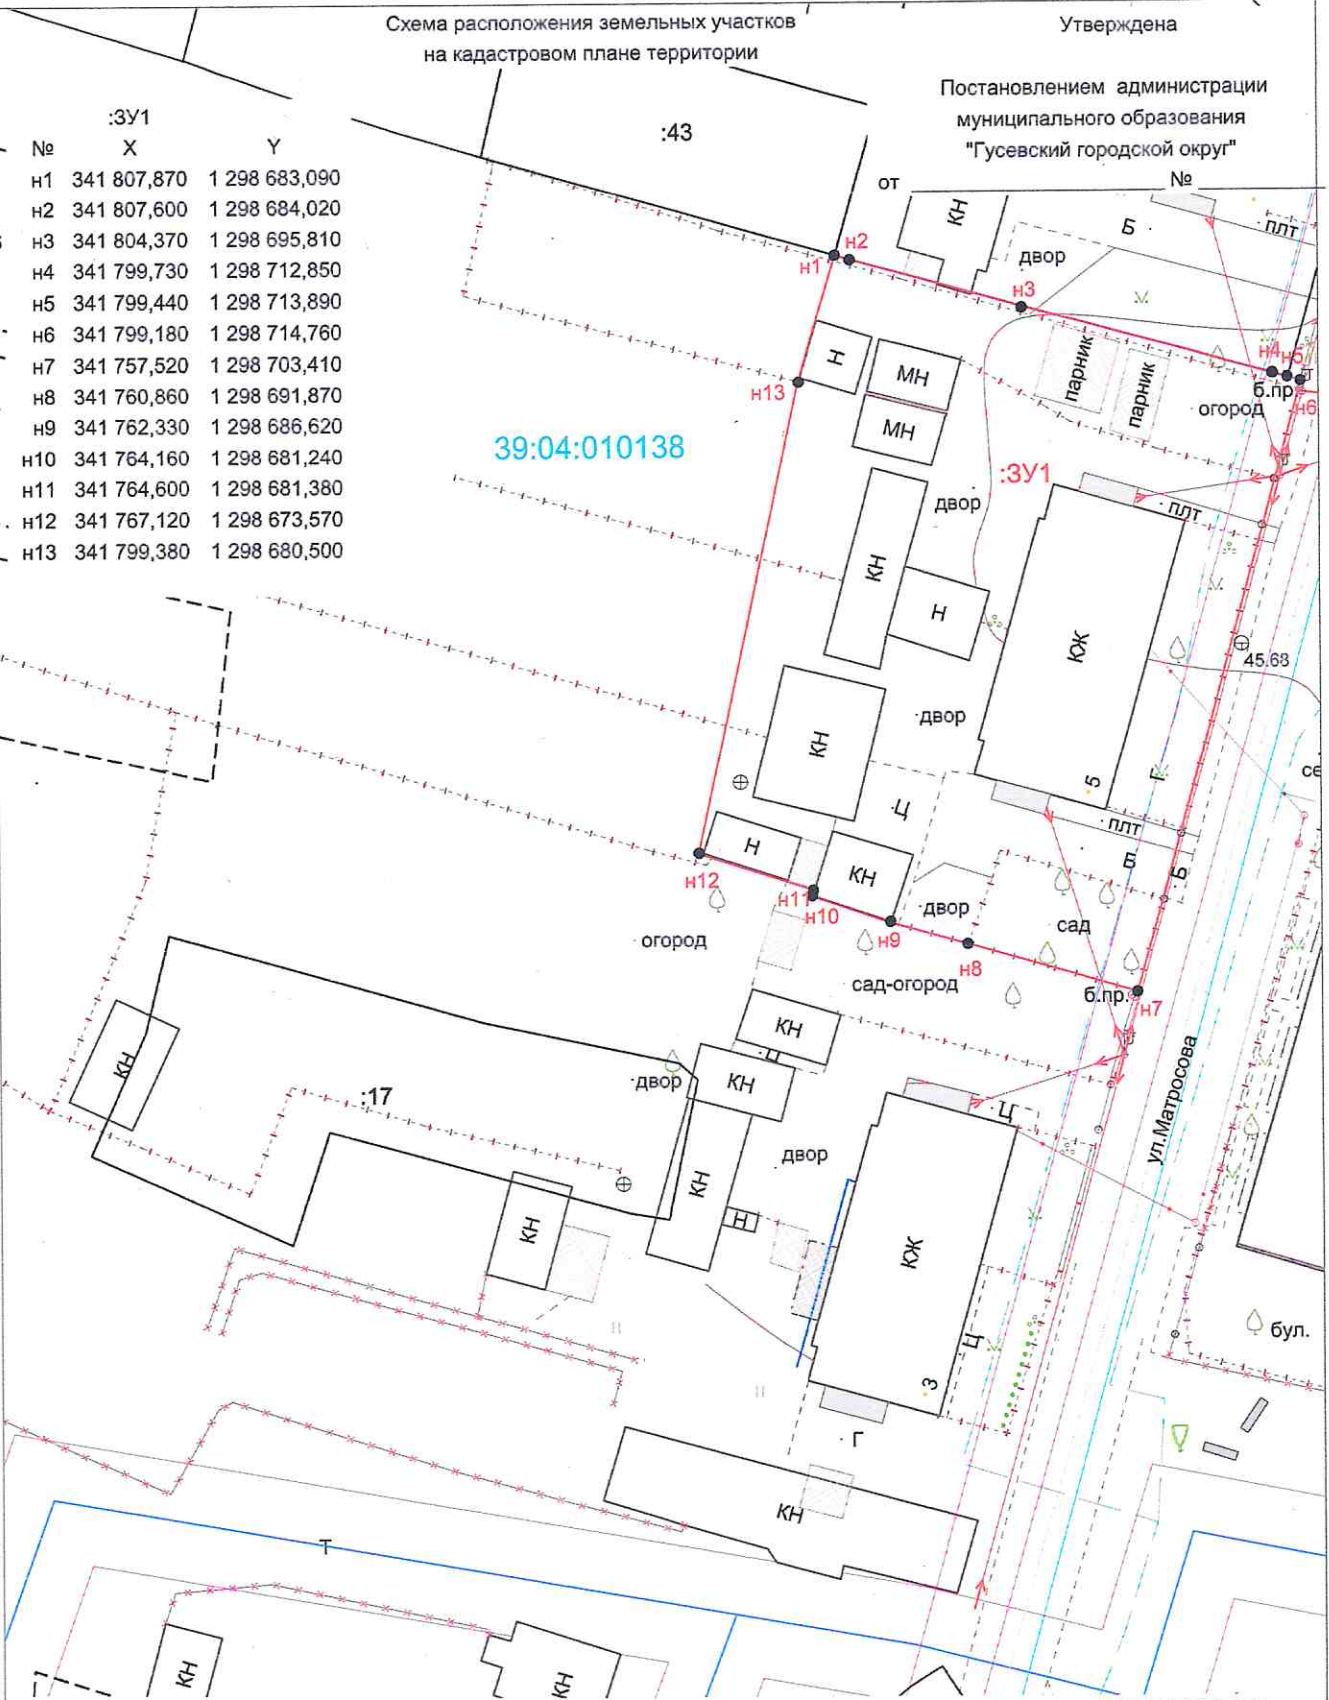 Схема расположения земельных участков
на кадастровом плане территории
Утверждена
Постановлением администрации
муниципального образования
"Гусевский городской округ"
от №
:ЗУ1
№ X Y
н1 341 807,870 1 298 683,090
н2 341 807,600 1 298 684,020
н3 341 804,370 1 298 695,810
н4 341 799,730 1 298 712,850
н5 341 799,440 1 298 713,890
н6 341 799,180 1 298 714,760
н7 341 757,520 1 298 703,410
н8 341 760,860 1 298 691,870
н9 341 762,330 1 298 686,620
н10 341 764,160 1 298 681,240
н11 341 764,600 1 298 681,380
н12 341 767,120 1 298 673,570
н13 341 799,380 1 298 680,500
:43
КН
Б
плт
двор
н1
н2
н3
н4
н5
н6
б.пр
огород
парник
парник
Н
МН
МН
н13
39:04:010138
:ЗУ1
двор
плт
КН
Н
КЖ
45.68
двор
КН
5
Г
се
Ц
плт
Б
Б
Н
КН
н12
н11
н10
н9
двор
сад
н8
огород
сад-огород
б.пр.
н7
КН
Ц
КН
двор
КН
:17
Ц
ул.Матросова
двор
КН
Н
КН
КЖ
Ц
3
бул.
Г
КН
Т
КН
КН